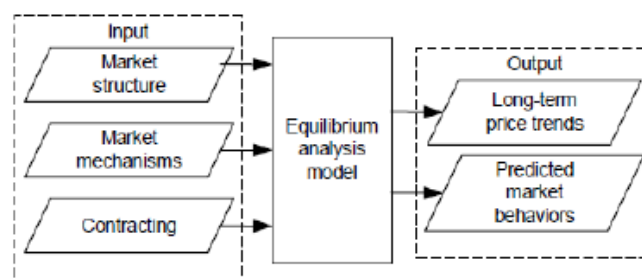 Input
Market
structure
Market
mechanisms
Contracting
Equilibrium
analysis
model
Output
Long-term
price trends
Predicted
market
behaviors